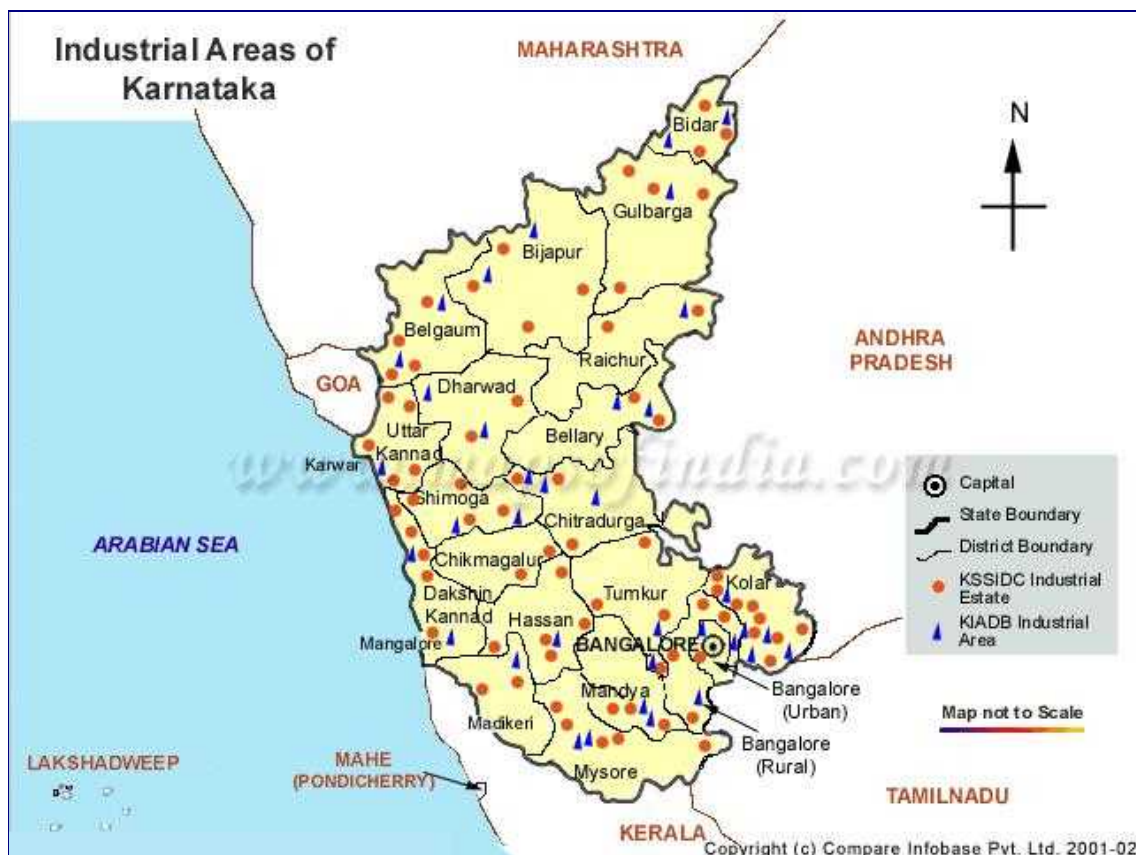 Industrial Areas of
Karnataka
MAHARASHTRA
N
Bidar
Gulbarga
Bijapur
Belgaum
ANDHRA
PRADESH
Raichur
GOA
Dharwad
Uttar
Kannad
Bellary
Karwar
www.mapsofindia.com
Shimoga
Chitradurga
ARABIAN SEA
Chikmagalur
Dakshin
Kannad
Tumkur
Kolar
Hassan
Mangalore
BANGALORE
Capital
State Boundary
District Boundary
KSSIDC Industrial
Estate
KIADB Industrial
Area
Mandya
Bangalore
(Urban)
Madikeri
Map not to Scale
Bangalore
(Rural)
LAKSHADWEEP
MAHE
(PONDICHERRY)
Mysore
TAMILNADU
KERALA
Copyright (c) Compare Infobase Pvt. Ltd. 2001-02